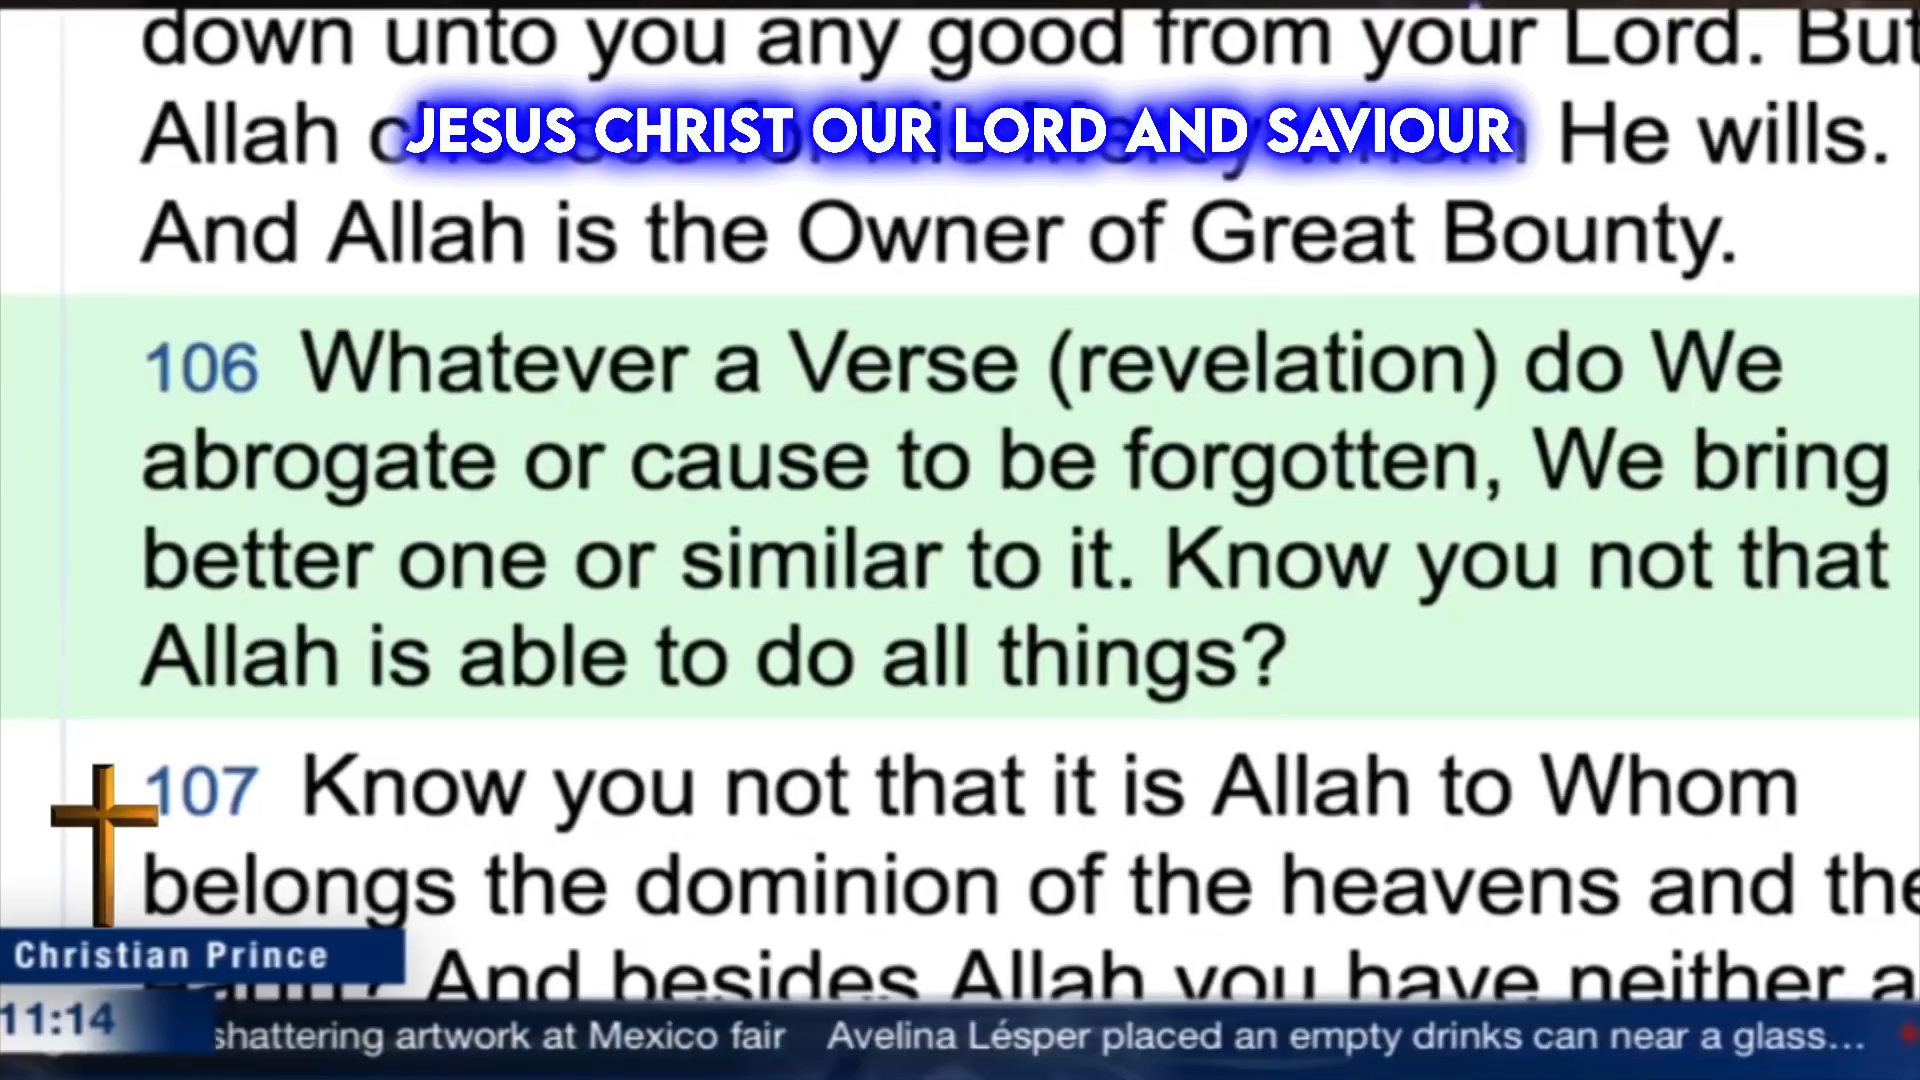 down unto you any good from your Lord. But
Allah He wills.
JESUS CHRIST OUR LORD AND SAVIOUR
And Allah is the Owner of Great Bounty.
106 Whatever a Verse (revelation) do We
abrogate or cause to be forgotten, We bring
better one or similar to it. Know you not that
Allah is able to do all things?
107 Know you not that it is Allah to Whom
belongs the dominion of the heavens and the
And besides Allah you have neither a
Christian Prince
11:14
shattering artwork at Mexico fair Avelina Lésper placed an empty drinks can near a glass...